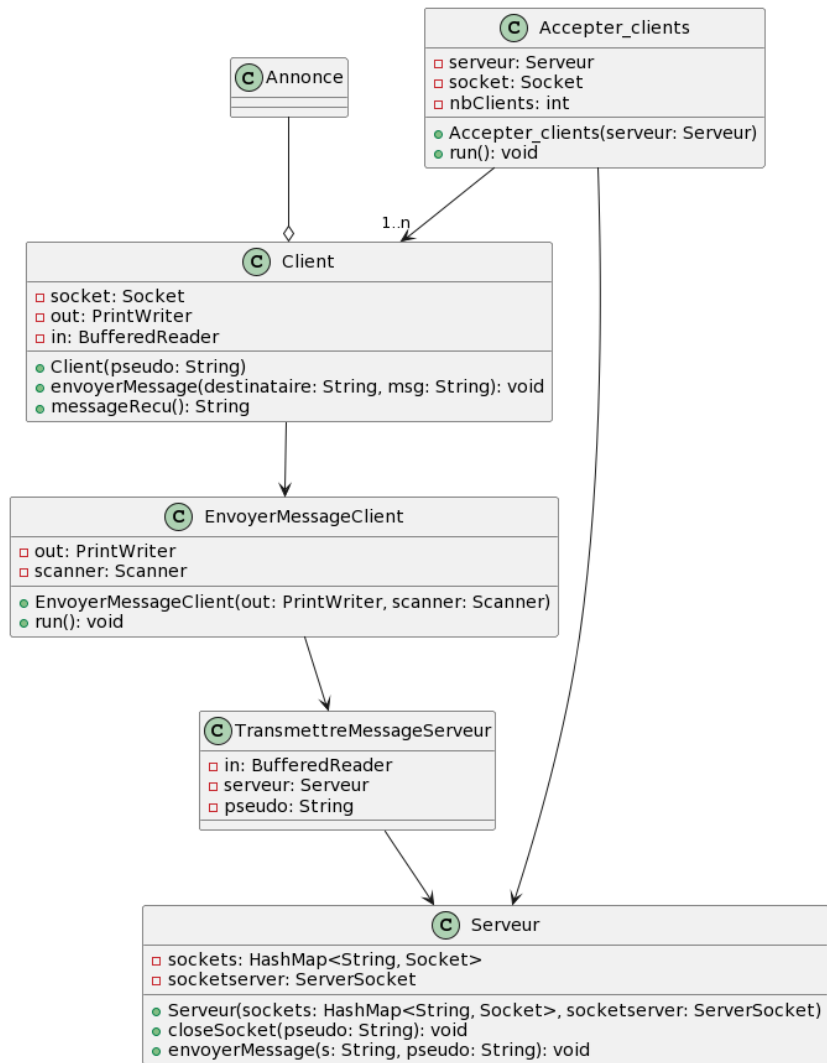 C Accepter_clients
serveur: Serveur
socket: Socket
nbClients: int
Accepter_clients(serveur: Serveur)
run(): void
C Annonce
1..n
C Client
socket: Socket
out: PrintWriter
in: BufferedReader
Client(pseudo: String)
envoyerMessage(destinataire: String, msg: String): void
messageRecu(): String
C EnvoyerMessageClient
out: PrintWriter
scanner: Scanner
EnvoyerMessageClient(out: PrintWriter, scanner: Scanner)
run(): void
C TransmettreMessageServeur
in: BufferedReader
serveur: Serveur
pseudo: String
C Serveur
sockets: HashMap<String, Socket>
socketserver: ServerSocket
Serveur(sockets: HashMap<String, Socket>, socketserver: ServerSocket)
closeSocket(pseudo: String): void
envoyerMessage(s: String, pseudo: String): void